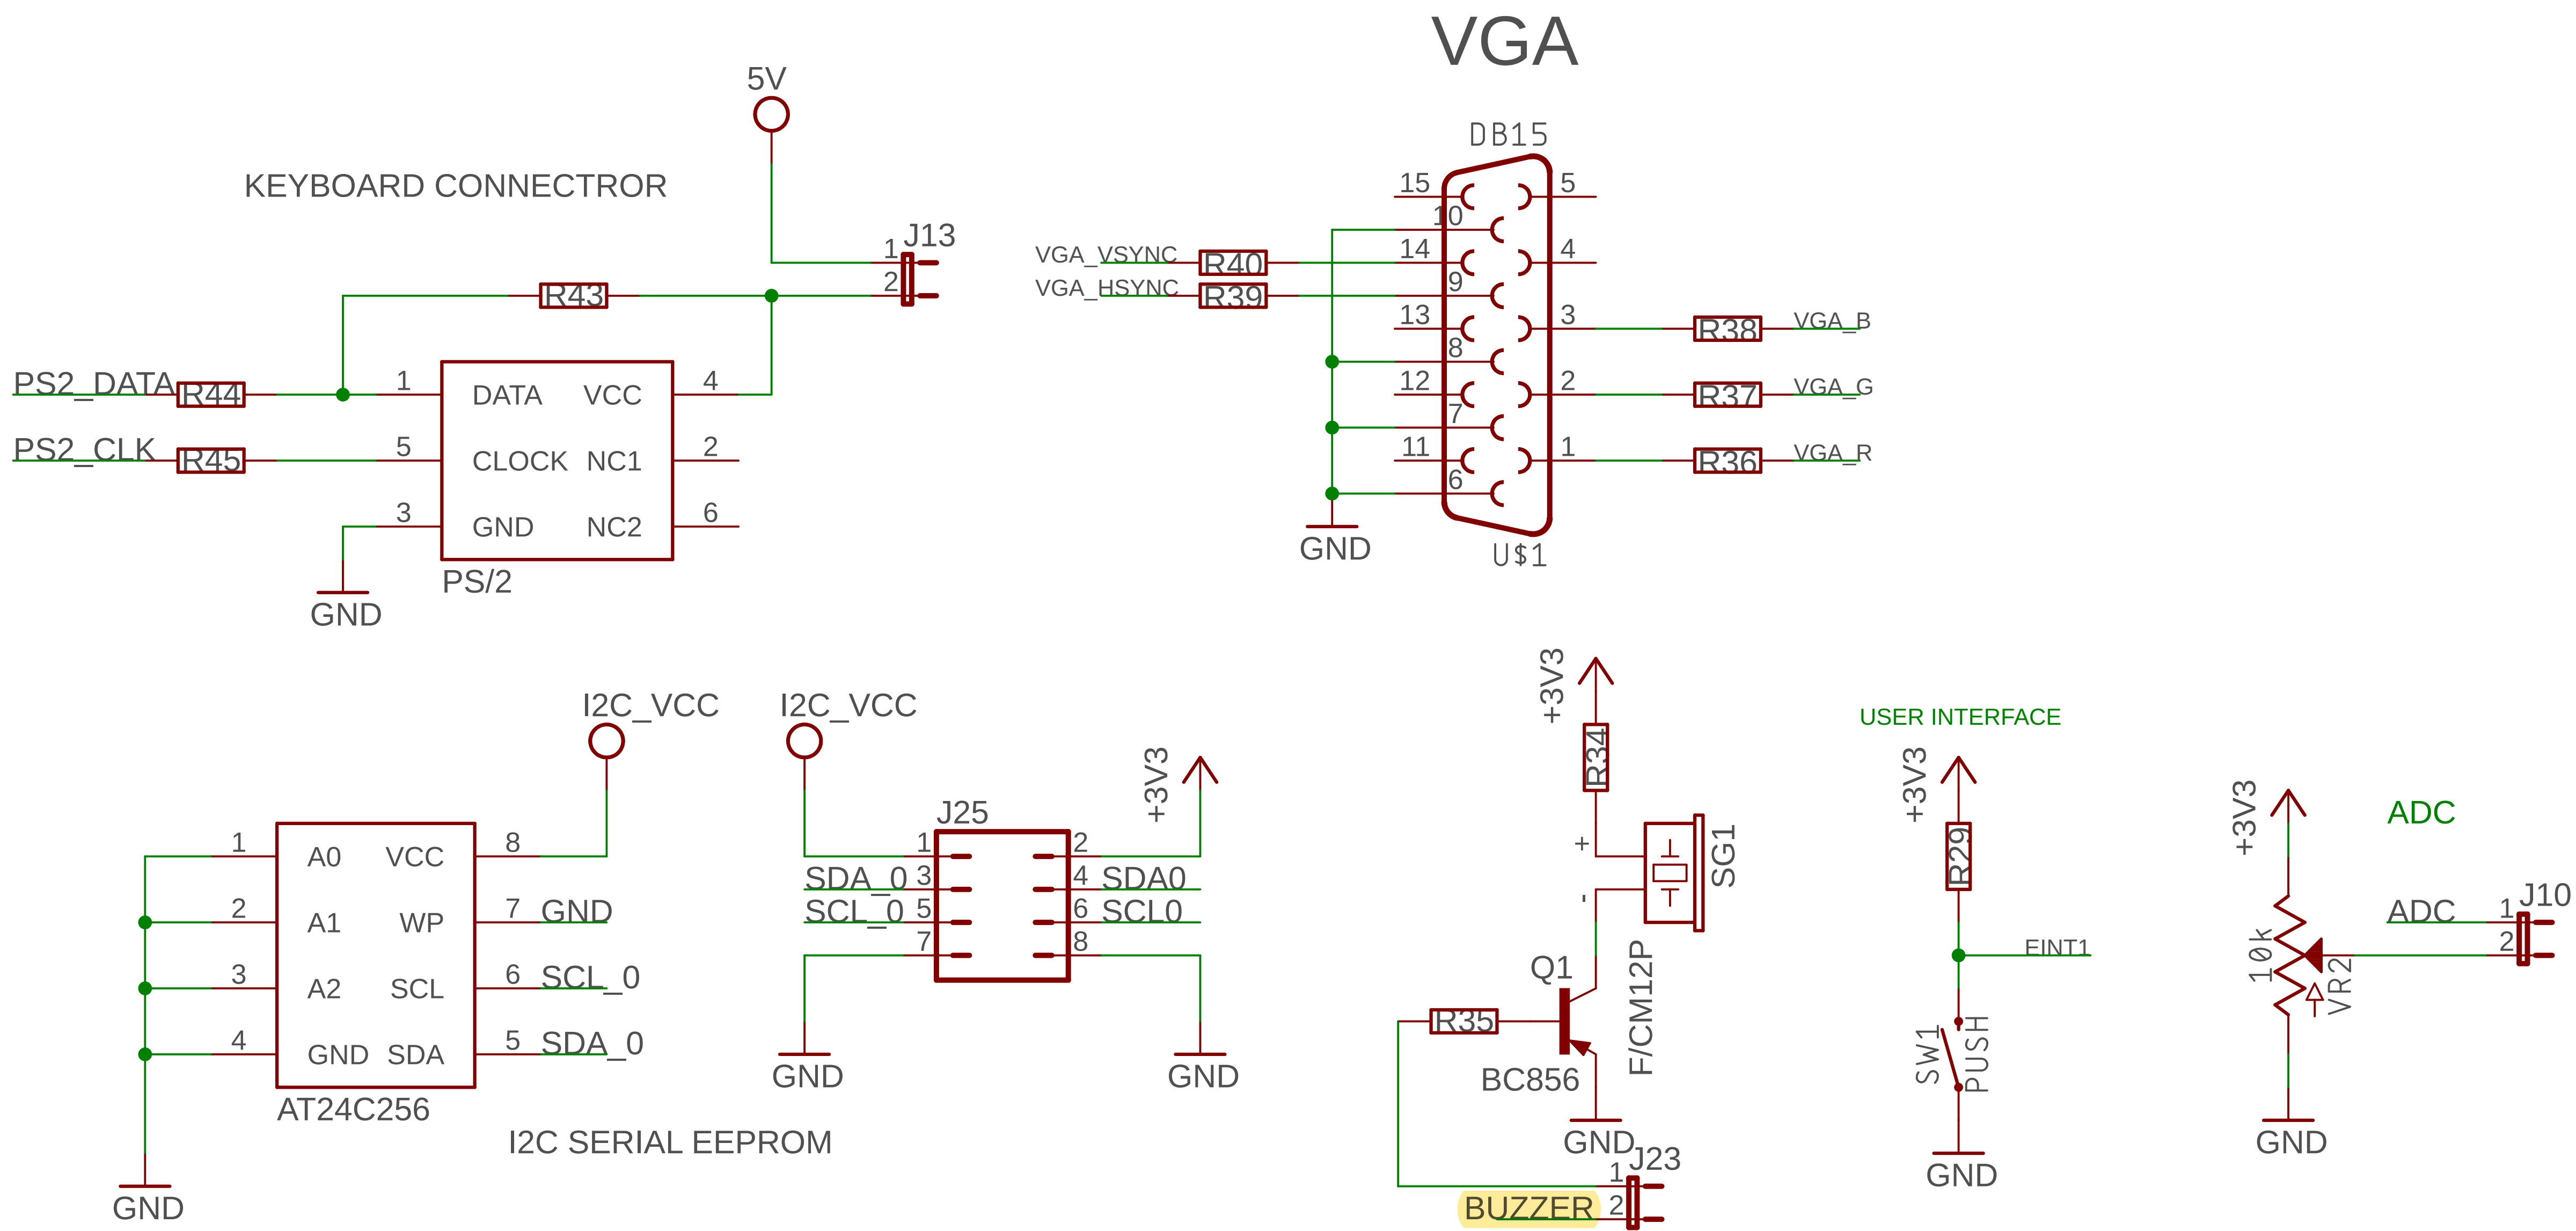 VGA
5V
KEYBOARD CONNECTROR
J13
1
2
R43
PS2_DATA
R44
1
DATA
VCC
4
PS2_CLK
R45
5
CLOCK
NC1
2
3
GND
NC2
6
PS/2
GND
DB15
15
5
10
VGA_VSYNC
R40
14
4
VGA_HSYNC
R39
9
13
3
R38
VGA_B
8
12
2
R37
VGA_G
7
11
1
R36
VGA_R
6
GND
U$1
I2C_VCC
1
A0
VCC
8
2
A1
WP
7
GND
3
A2
SCL
6
SCL_0
4
GND
SDA
5
SDA_0
AT24C256
GND
I2C SERIAL EEPROM
I2C_VCC
+3V3
J25
1
2
SDA_0
3
4
SDA0
SCL_0
5
6
SCL0
7
8
GND
GND
+3V3
R34
+
-
SG1
F/CM12P
Q1
R35
BC856
GND
J23
1
BUZZER
2
USER INTERFACE
+3V3
R29
EINT1
SW1
PUSH
GND
+3V3
ADC
10k
VR2
ADC
J10
1
2
GND